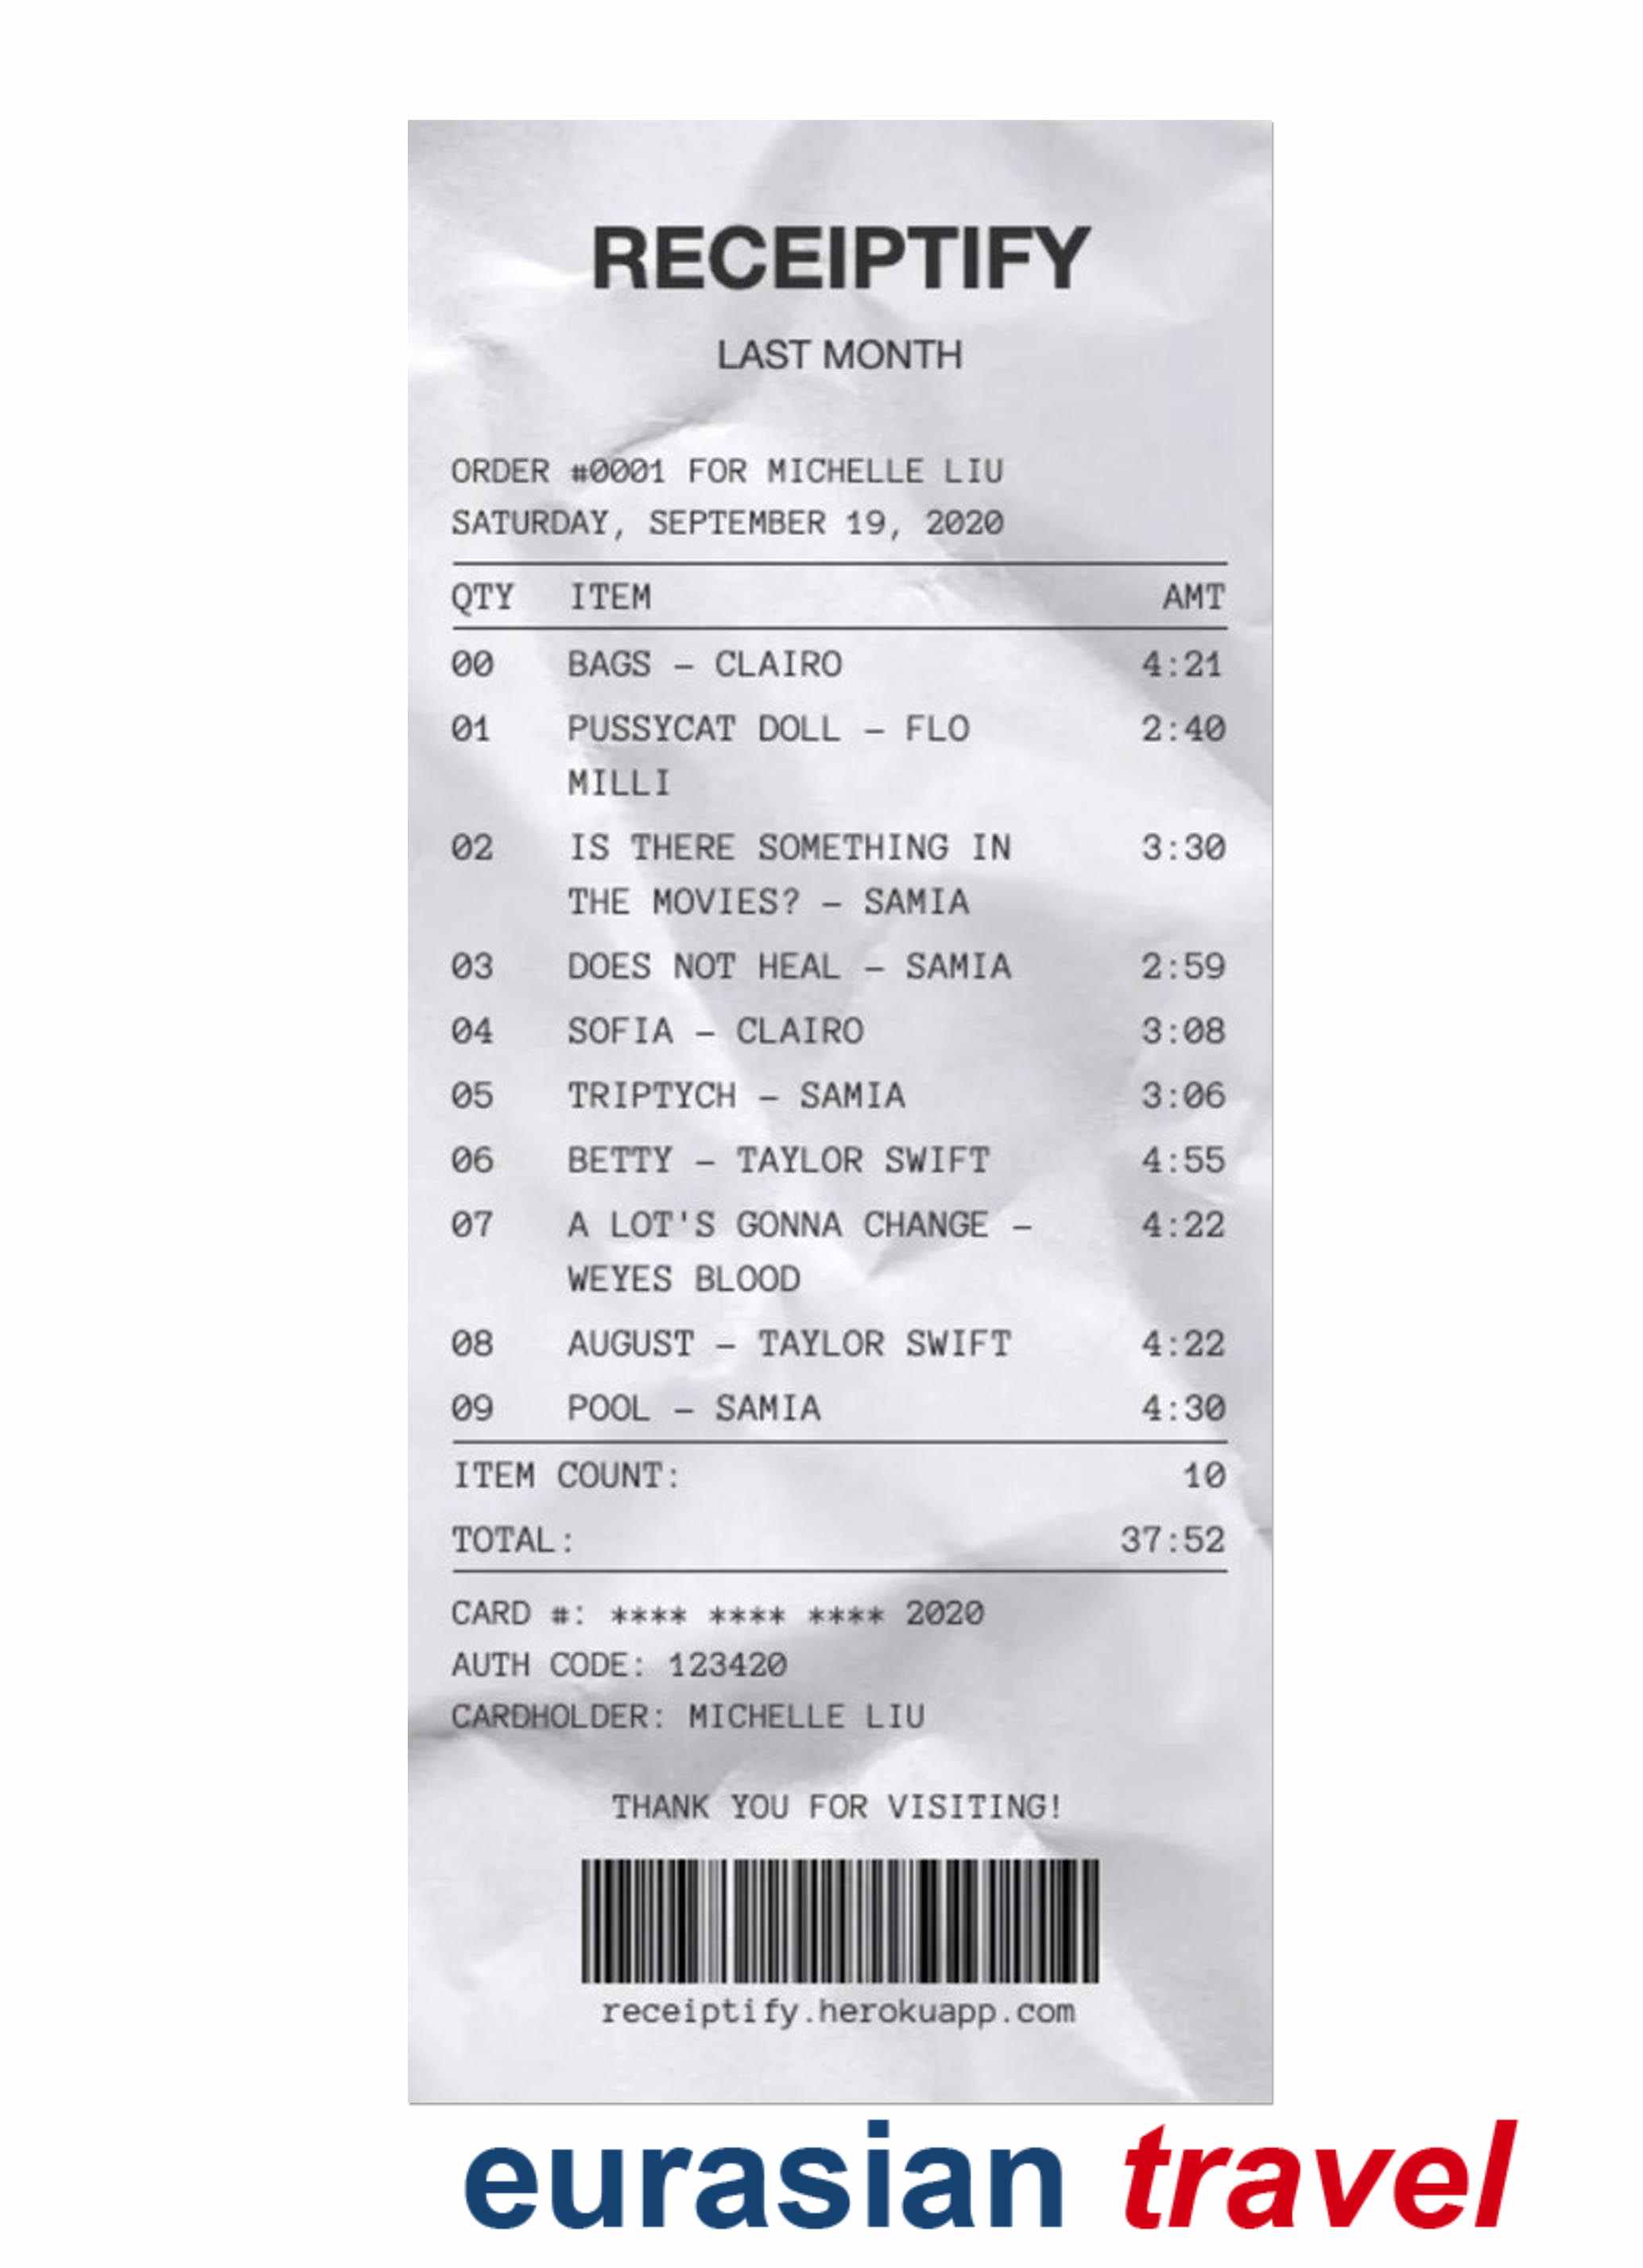 RECEIPTIFY
LAST MONTH
ORDER #0001 FOR MICHELLE LIU
SATURDAY, SEPTEMBER 19, 2020
QTY ITEM AMT
00 BAGS – CLAIRO 4:21
01 PUSSYCAT DOLL – FLO 2:40
MILLI
02 IS THERE SOMETHING IN 3:30
THE MOVIES? – SAMIA
03 DOES NOT HEAL – SAMIA 2:59
04 SOFIA – CLAIRO 3:08
05 TRIPTYCH – SAMIA 3:06
06 BETTY – TAYLOR SWIFT 4:55
07 A LOT'S GONNA CHANGE – 4:22
WEYES BLOOD
08 AUGUST – TAYLOR SWIFT 4:22
09 POOL – SAMIA 4:30
ITEM COUNT: 10
TOTAL: 37:52
CARD #: **** **** **** 2020
AUTH CODE: 123420
CARDHOLDER: MICHELLE LIU
THANK YOU FOR VISITING!
receiptify.herokuapp.com
eurasian travel